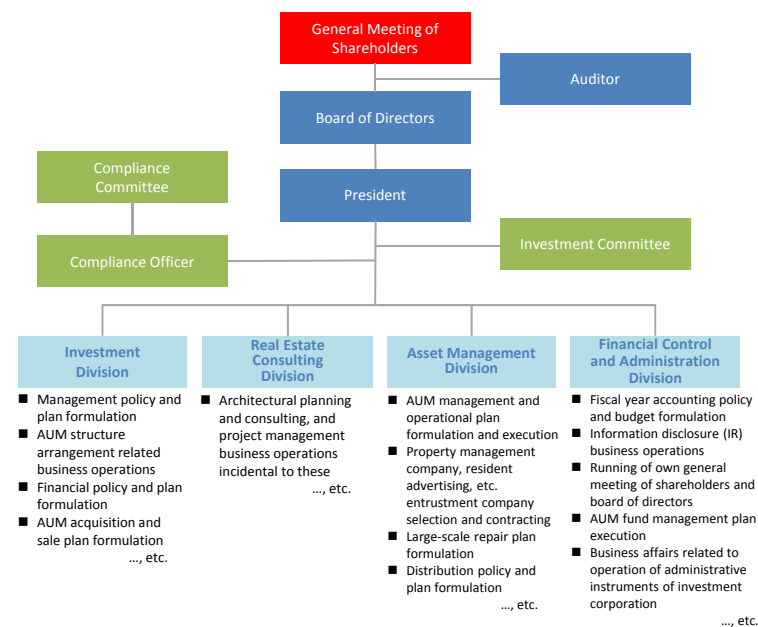 General Meeting of
Shareholders
Auditor
Board of Directors
Compliance
Committee
President
Investment Committee
Compliance Officer
Investment
Division
■ Management policy and
plan formulation
■ AUM structure
arrangement related
business operations
■ Financial policy and plan
formulation
■ AUM acquisition and
sale plan formulation
…, etc.
Real Estate
Consulting
Division
■ Architectural planning
and consulting, and
project management
business operations
incidental to these
…, etc.
Asset Management
Division
■ AUM management and
operational plan
formulation and execution
■ Property management
company, resident
advertising, etc.
entrustment company
selection and contracting
■ Large-scale repair plan
formulation
■ Distribution policy and
plan formulation
…, etc.
Financial Control
and Administration
Division
■ Fiscal year accounting policy
and budget formulation
■ Information disclosure (IR)
business operations
■ Running of own general
meeting of shareholders and
board of directors
■ AUM fund management plan
execution
■ Business affairs related to
operation of administrative
instruments of investment
corporation
…, etc.